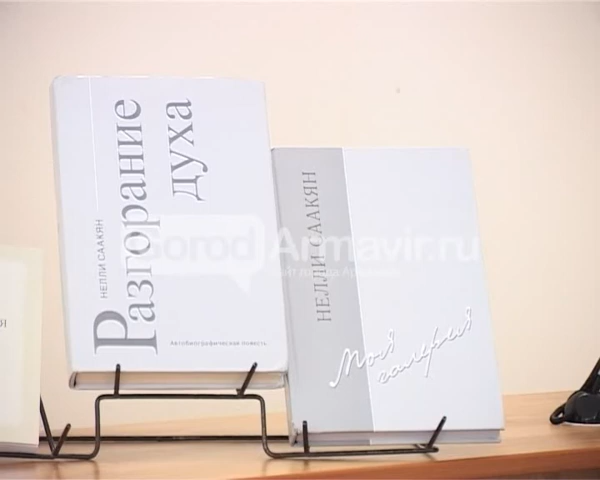 НЕЛЛИ СААКЯН
Разгорание
духа
Автобиографическая повесть
НЕЛЛИ СААКЯН
Моя
галерея
GorodArmavir.ru
я